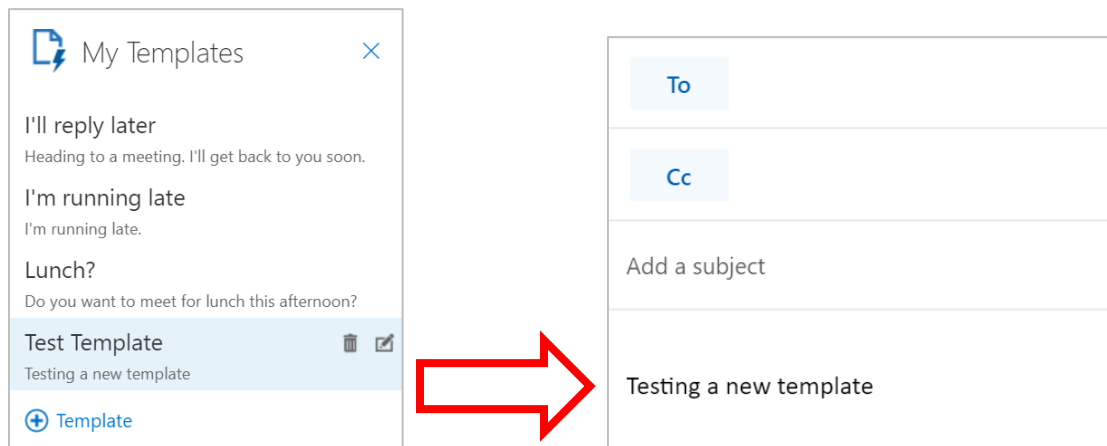 My Templates
I'll reply later
Heading to a meeting. I'll get back to you soon.
I'm running late
I'm running late.
Lunch?
Do you want to meet for lunch this afternoon?
Test Template
Testing a new template
Template
To
Cc
Add a subject
Testing a new template